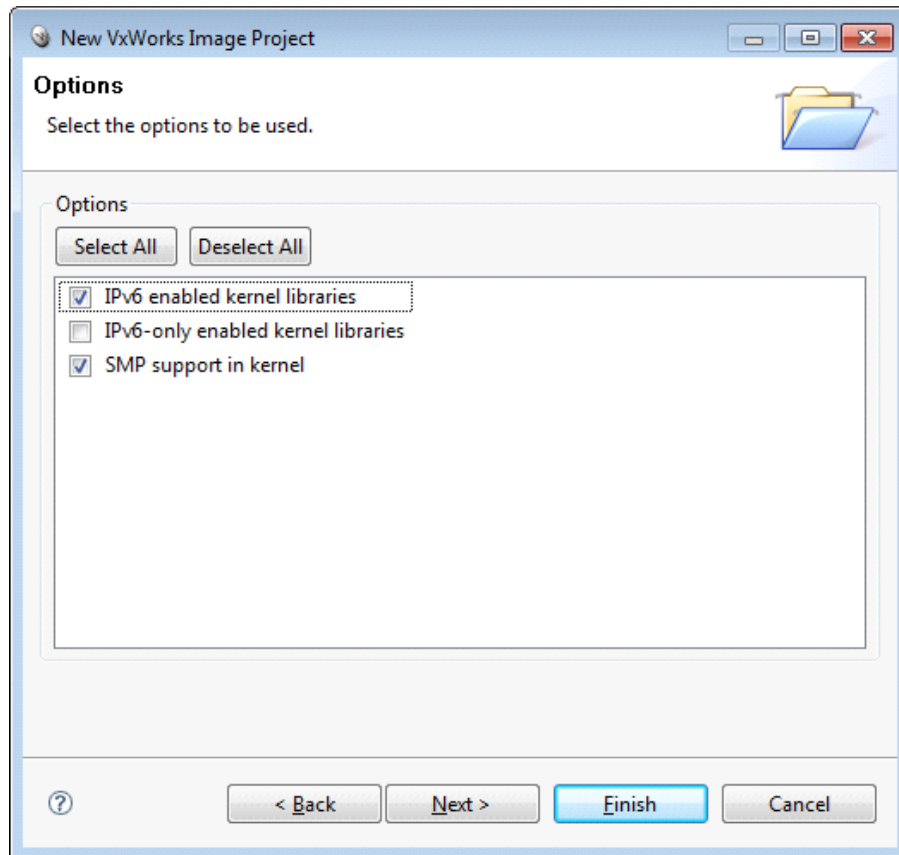 New VxWorks Image Project
Options
Select the options to be used.
Options
Select All
Deselect All
IPv6 enabled kernel libraries
IPv6-only enabled kernel libraries
SMP support in kernel
?
< Back
Next >
Finish
Cancel